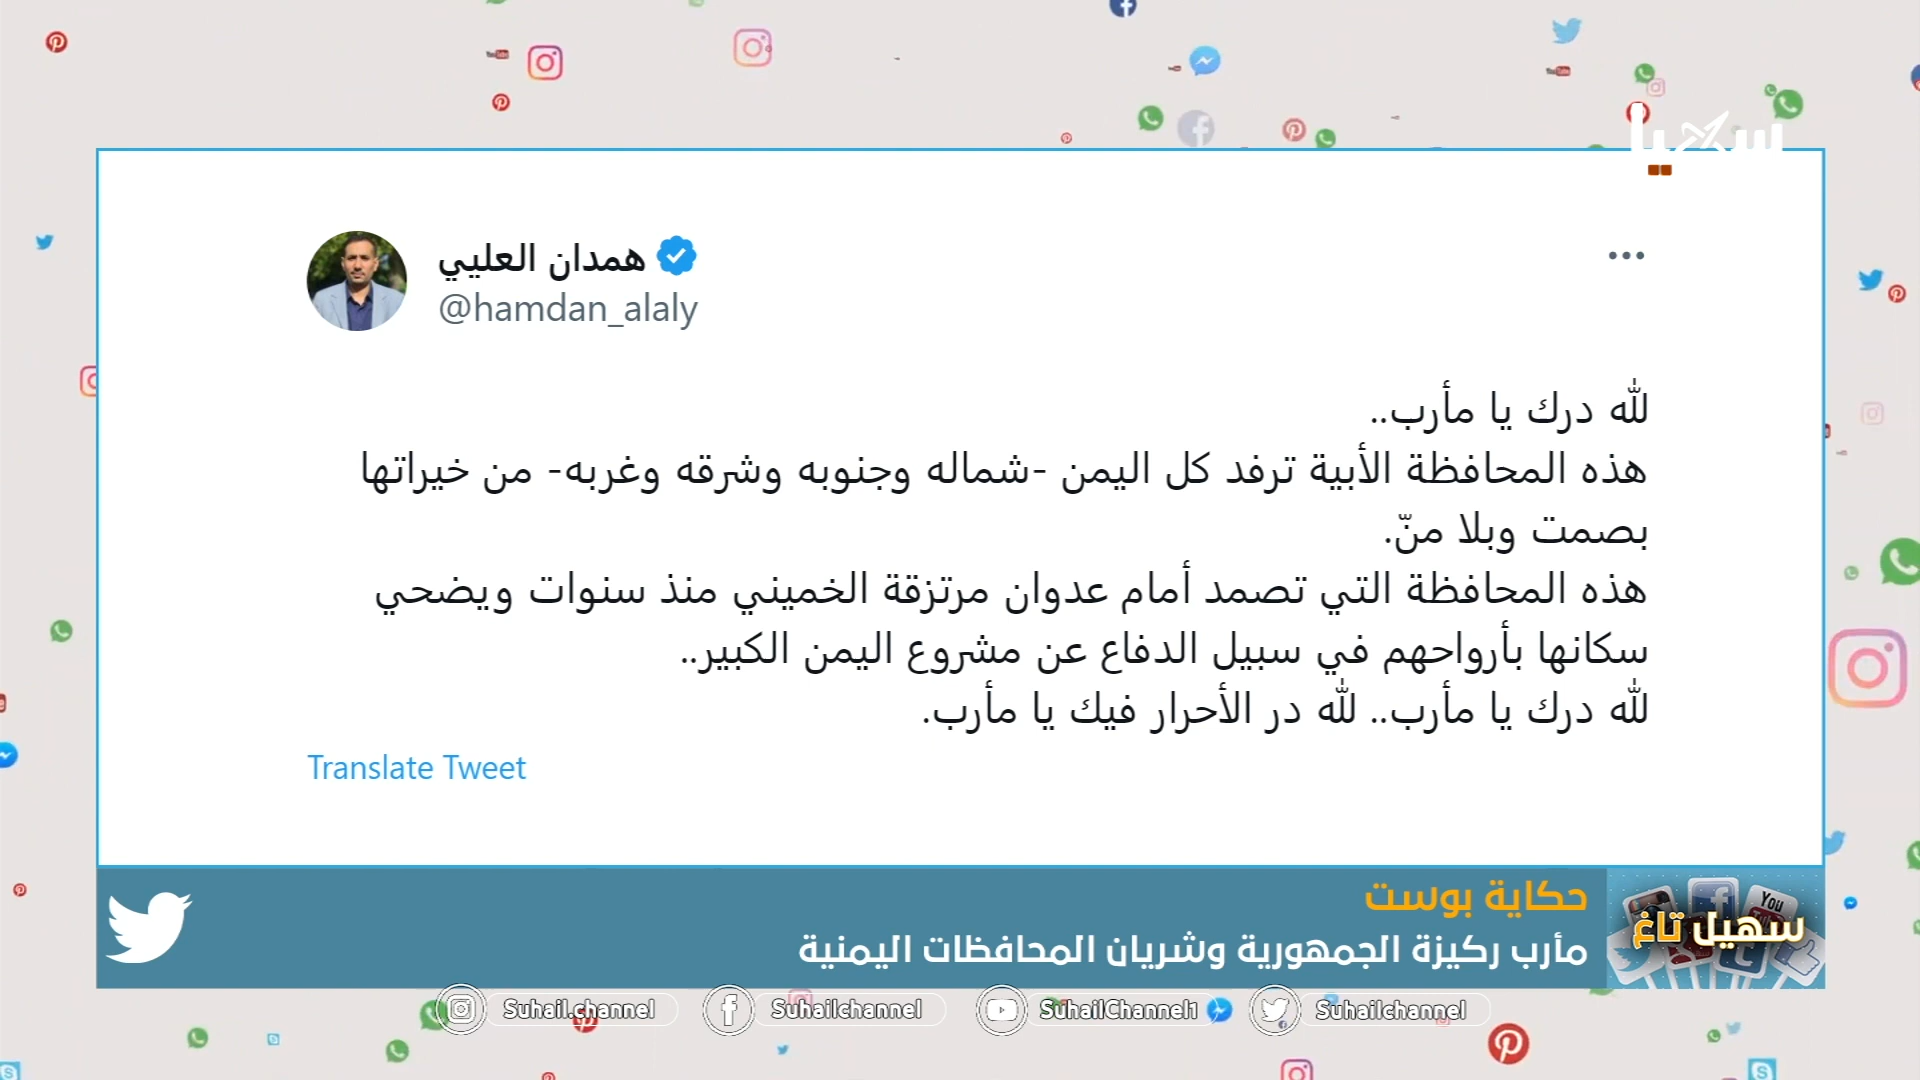 سهيل
همدان العليي
@hamdan_alaly
لله درك يا مأرب..
هذه المحافظة الأبية ترفد كل اليمن -شماله وجنوبه وشرقه وغربه- من خيراتها
بصمت وبلا منّ.
هذه المحافظة التي تصمد أمام عدوان مرتزقة الخميني منذ سنوات ويضحي
سكانها بأرواحهم في سبيل الدفاع عن مشروع اليمن الكبير..
لله درك يا مأرب.. لله در الأحرار فيك يا مأرب.
Translate Tweet
حكاية بوست
مأرب ركيزة الجمهورية وشريان المحافظات اليمنية
You
سهيل تاغ
Suhail.channel
Suhailchannel
SuhailChannel1
Suhailchannel